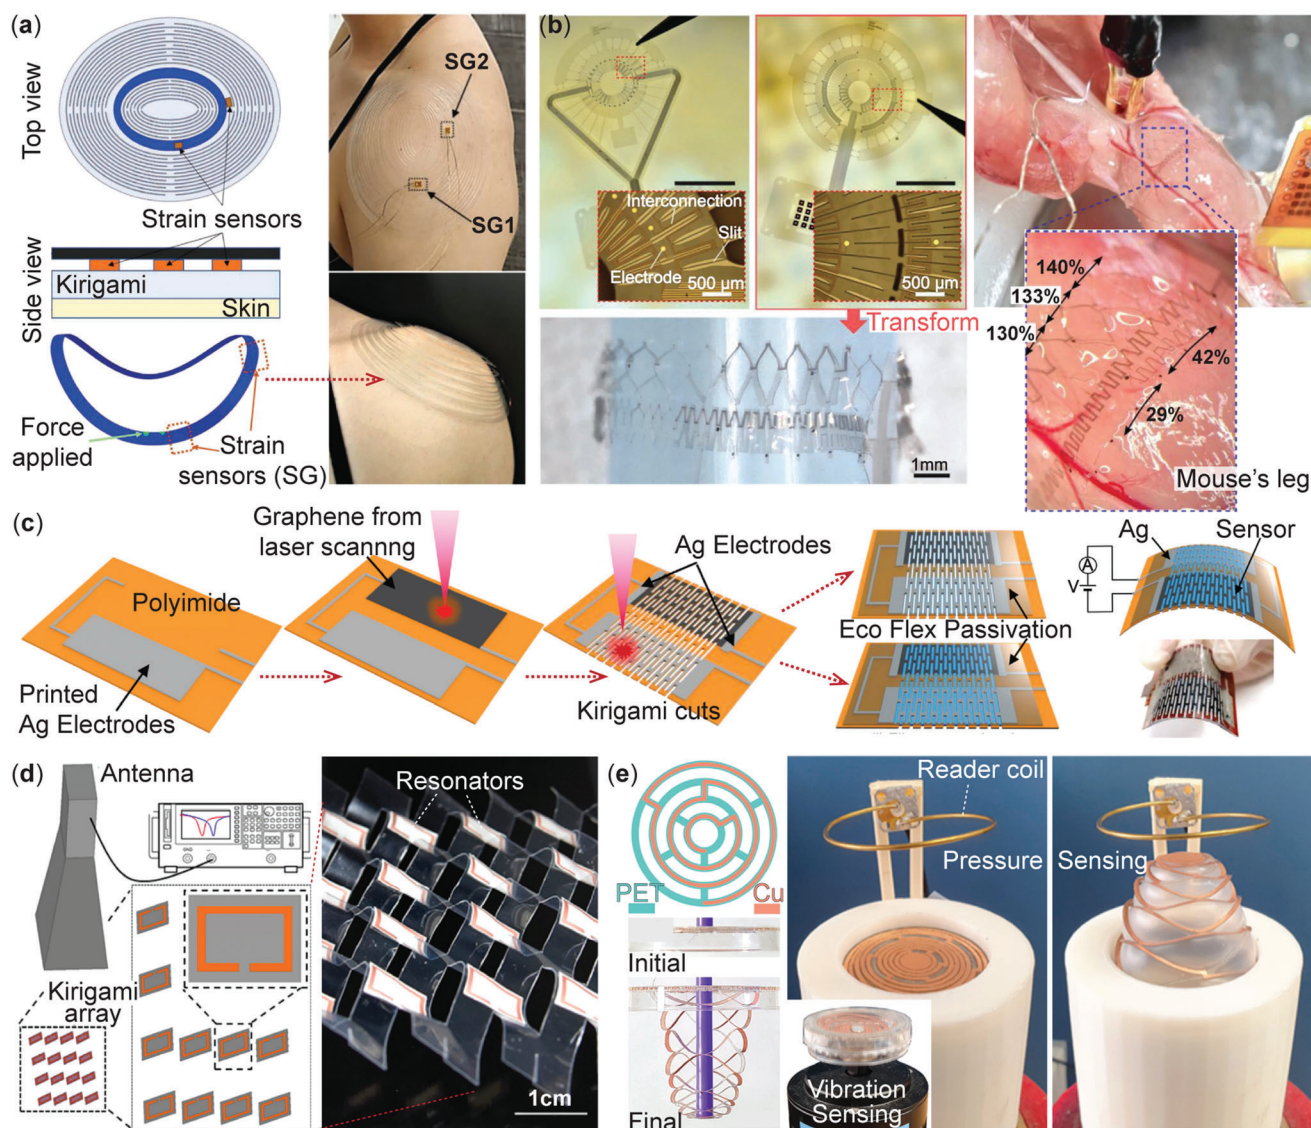 (a)
Top view
Strain sensors
Side view
Kirigami
Skin
Force
applied
Strain
sensors (SG)
SG2
SG1
(b)
Interconnection
Slit
Electrode
500 µm
500 µm
Transform
1mm
140%
133%
130%
42%
29%
Mouse's leg
(c)
Polyimide
Printed
Ag Electrodes
Graphene from
laser scannng
Ag Electrodes
Kirigami cuts
Eco Flex Passivation
Ag
Sensor
A
V
(d)
Antenna
Kirigami
array
Resonators
1cm
(e)
PET
Cu
Initial
Final
Reader coil
Pressure Sensing
Vibration
Sensing